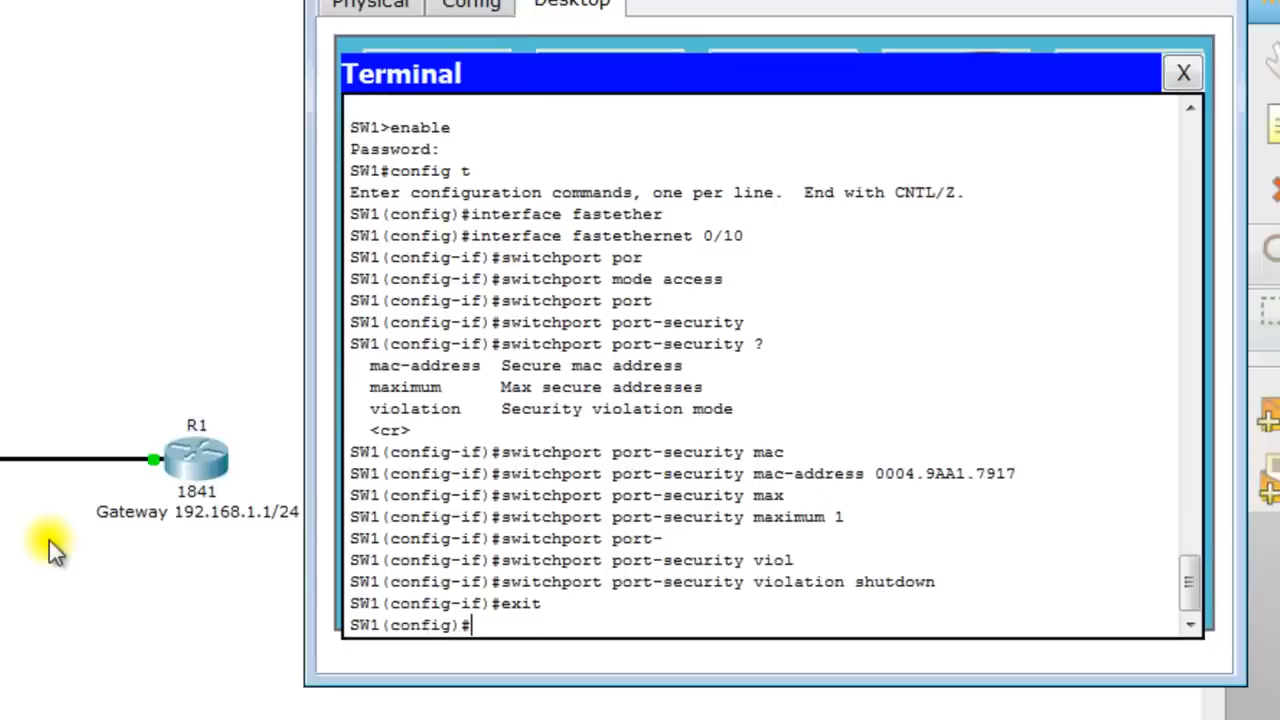 Physical
Config
Desktop
Terminal
X
SW1>enable
Password:
SW1#config t
Enter configuration commands, one per line.  End with CNTL/Z.
SW1(config)#interface fastether
SW1(config)#interface fastethernet 0/10
SW1(config-if)#switchport por
SW1(config-if)#switchport mode access
SW1(config-if)#switchport port
SW1(config-if)#switchport port-security
SW1(config-if)#switchport port-security ?
  mac-address  Secure mac address
  maximum      Max secure addresses
  violation    Security violation mode
  <cr>
SW1(config-if)#switchport port-security mac
SW1(config-if)#switchport port-security mac-address 0004.9AA1.7917
SW1(config-if)#switchport port-security max
SW1(config-if)#switchport port-security maximum 1
SW1(config-if)#switchport port-
SW1(config-if)#switchport port-security viol
SW1(config-if)#switchport port-security violation shutdown
SW1(config-if)#exit
SW1(config)#
R1
1841
Gateway 192.168.1.1/24